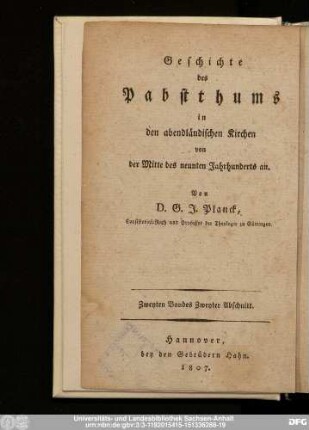 Geschichte
des
Pabstthums
in
den abendländischen Kirchen
von
der Mitte des neunten Jahrhunderts an.
Von
D. G. J. Planck,
Consistorial-Rath und Professor der Theologie zu Göttingen.
Zweyten Bandes Zweyter Abschnitt.
Hannover,
bey den Gebrüdern Hahn.
1807.
Universitäts- und Landesbibliothek Sachsen-Anhalt
urn:nbn:de:gbv:3:3-1192015415-151336288-19
DFG